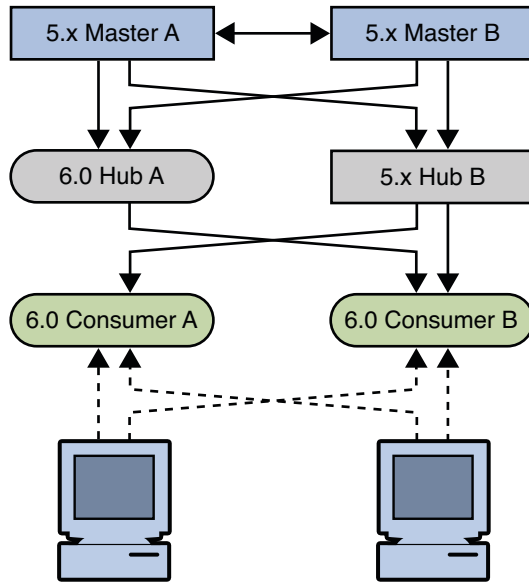 5.x Master A
5.x Master B
6.0 Hub A
5.x Hub B
6.0 Consumer A
6.0 Consumer B